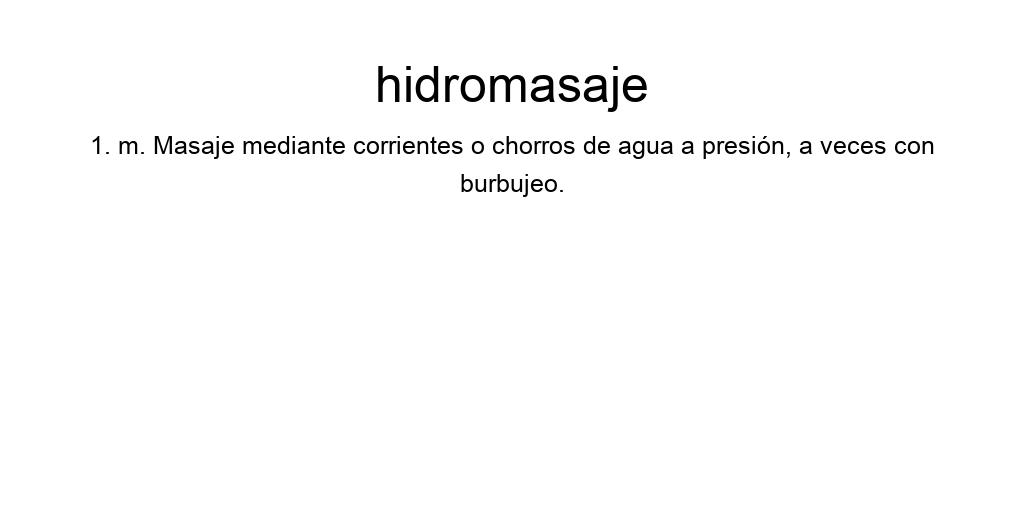 hidromasaje
1. m. Masaje mediante corrientes o chorros de agua a presión, a veces con
burbujeo.